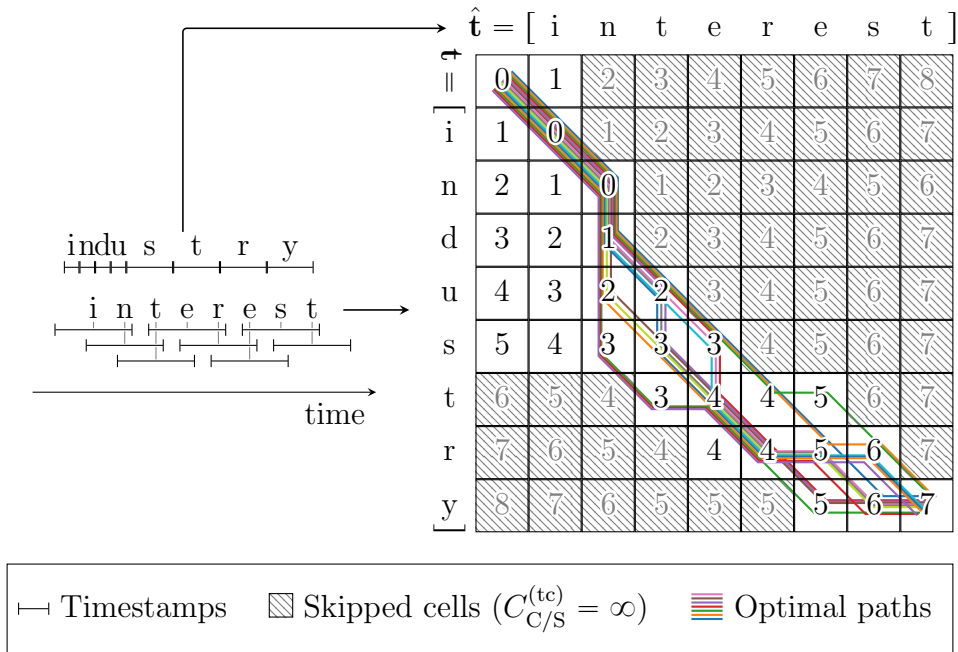 t̂ = [ i n t e r e s t ]
t = [ i n d u s t r y ]
0 1 2 3 4 5 6 7 8
i 1 0 1 2 3 4 5 6 7
n 2 1 0 1 2 3 4 5 6
d 3 2 1 2 3 4 5 6 7
u 4 3 2 2 3 4 5 6 7
s 5 4 3 3 3 4 5 6 7
t 6 5 4 3 4 4 5 6 7
r 7 6 5 4 4 4 5 6 7
y 8 7 6 5 5 5 5 6 7
indu s t r y
i n t e r e s t
time
Timestamps
Skipped cells (C_{C/S}^{(tc)} = ∞)
Optimal paths